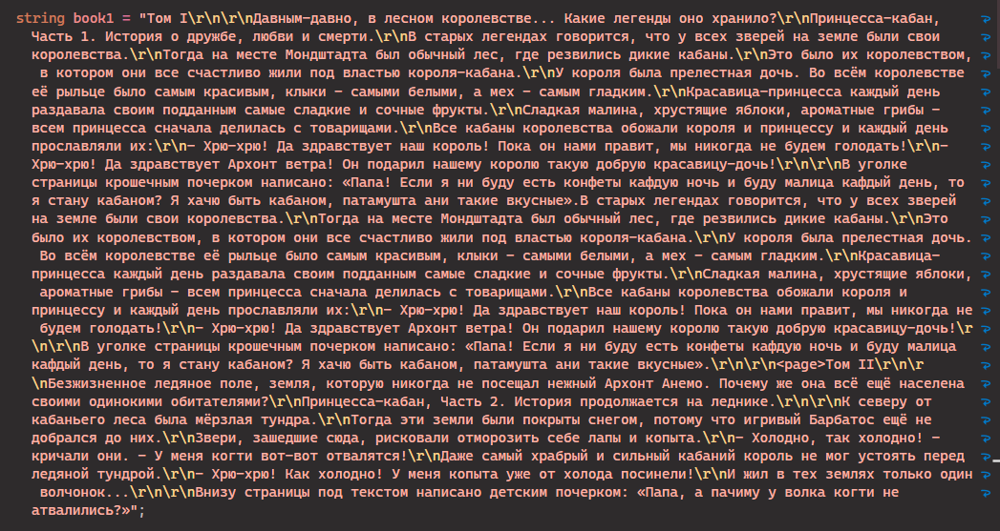 string book1 = "Том I\r\n\r\nДавным-давно, в лесном королевстве... Какие легенды оно хранило?\r\nПринцесса-кабан,
Часть 1. История о дружбе, любви и смерти.\r\nВ старых легендах говорится, что у всех зверей на земле были свои
королевства.\r\nТогда на месте Мондштадта был обычный лес, где резвились дикие кабаны.\r\nЭто было их королевством,
в котором они все счастливо жили под властью короля-кабана.\r\nУ короля была прелестная дочь. Во всём королевстве
её рыльце было самым красивым, клыки – самыми белыми, а мех – самым гладким.\r\nКрасавица-принцесса каждый день
раздавала своим подданным самые сладкие и сочные фрукты.\r\nСладкая малина, хрустящие яблоки, ароматные грибы –
всем принцесса сначала делилась с товарищами.\r\nВсе кабаны королевства обожали короля и принцессу и каждый день
прославляли их:\r\n– Хрю-хрю! Да здравствует наш король! Пока он нами правит, мы никогда не будем голодать!\r\n–
Хрю-хрю! Да здравствует Архонт ветра! Он подарил нашему королю такую добрую красавицу-дочь!\r\n\r\nВ уголке
страницы крошечным почерком написано: «Папа! Если я ни буду есть конфеты кафдую ночь и буду малица кафдый день, то
я стану кабаном? Я хачю быть кабаном, патамушта ани такие вкусные».В старых легендах говорится, что у всех зверей
на земле были свои королевства.\r\nТогда на месте Мондштадта был обычный лес, где резвились дикие кабаны.\r\nЭто
было их королевством, в котором они все счастливо жили под властью короля-кабана.\r\nУ короля была прелестная дочь.
Во всём королевстве её рыльце было самым красивым, клыки – самыми белыми, а мех – самым гладким.\r\nКрасавица-
принцесса каждый день раздавала своим подданным самые сладкие и сочные фрукты.\r\nСладкая малина, хрустящие яблоки,
ароматные грибы – всем принцесса сначала делилась с товарищами.\r\nВсе кабаны королевства обожали короля и
принцессу и каждый день прославляли их:\r\n– Хрю-хрю! Да здравствует наш король! Пока он нами правит, мы никогда не
будем голодать!\r\n– Хрю-хрю! Да здравствует Архонт ветра! Он подарил нашему королю такую добрую красавицу-дочь!\r
\n\r\nВ уголке страницы крошечным почерком написано: «Папа! Если я ни буду есть конфеты кафдую ночь и буду малица
кафдый день, то я стану кабаном? Я хачю быть кабаном, патамушта ани такие вкусные».\r\n\r\n<page>Том II\r\n\r
\nБезжизненное ледяное поле, земля, которую никогда не посещал нежный Архонт Анемо. Почему же она всё ещё населена
своими одинокими обитателями?\r\nПринцесса-кабан, Часть 2. История продолжается на леднике.\r\n\r\nК северу от
кабаньего леса была мёрзлая тундра.\r\nТогда эти земли были покрыты снегом, потому что игривый Барбатос ещё не
добрался до них.\r\nЗвери, зашедшие сюда, рисковали отморозить себе лапы и копыта.\r\n– Холодно, так холодно! –
кричали они. – У меня когти вот-вот отвалятся!\r\nДаже самый храбрый и сильный кабаний король не мог устоять перед
ледяной тундрой.\r\n– Хрю-хрю! Как холодно! У меня копыта уже от холода посинели!\r\nИ жил в тех землях только один
волчонок...\r\n\r\nВнизу страницы под текстом написано детским почерком: «Папа, а пачиму у волка когти не
атвалились?»";